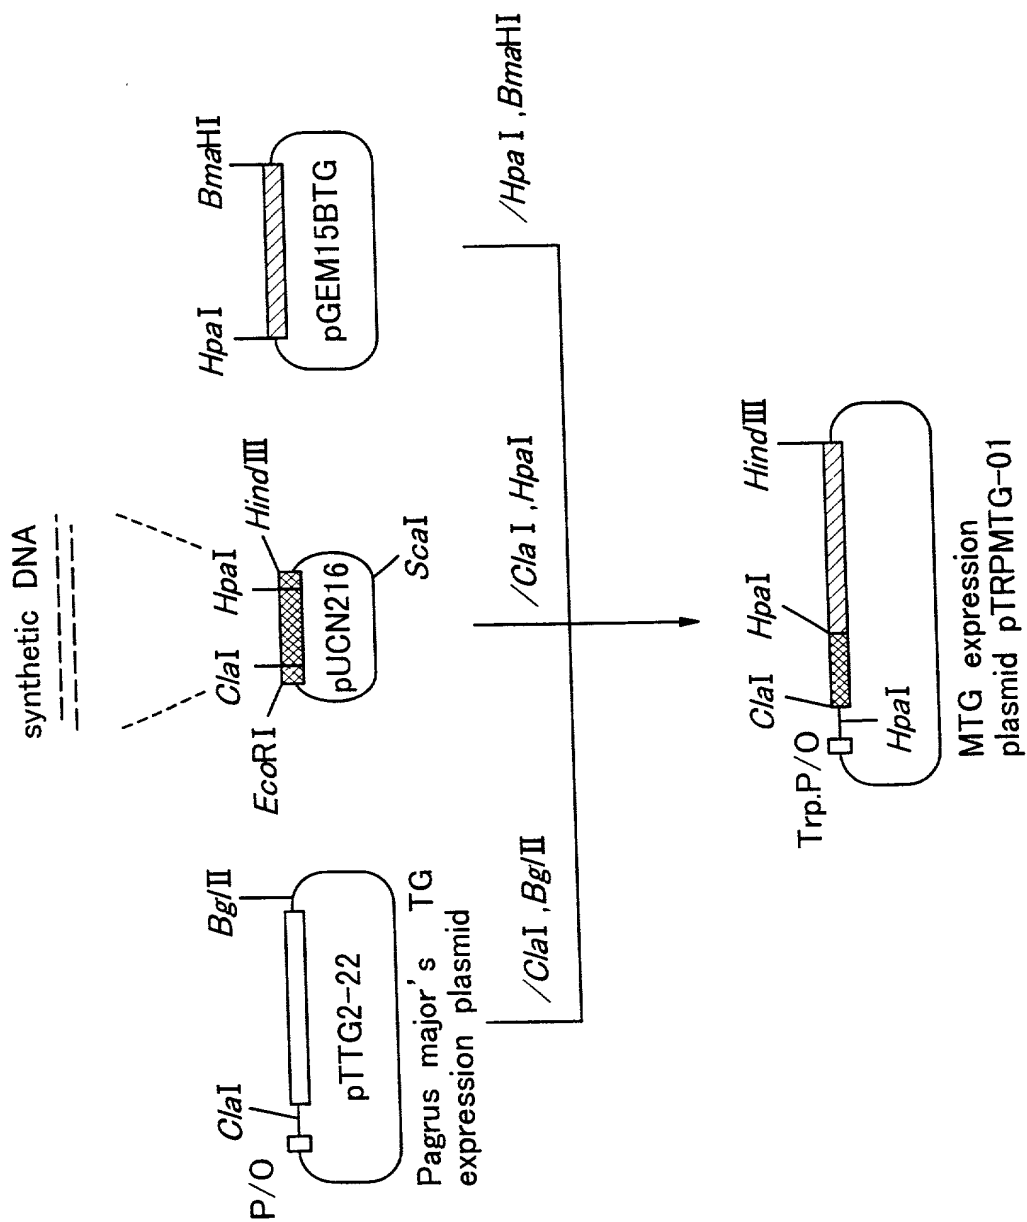 synthetic DNA
P/O
ClaI
BglII
pTTG2-22
Pagrus major's TG
expression plasmid
EcoRI
ClaI
HpaI
HindIII
pUCN216
ScaI
HpaI
BmaHI
pGEM15BTG
/ClaI ,BglII
/ClaI ,HpaI
/HpaI ,BmaHI
Trp.P/O
ClaI
HpaI
HindIII
HpaI
MTG expression
plasmid pTRPMTG-01